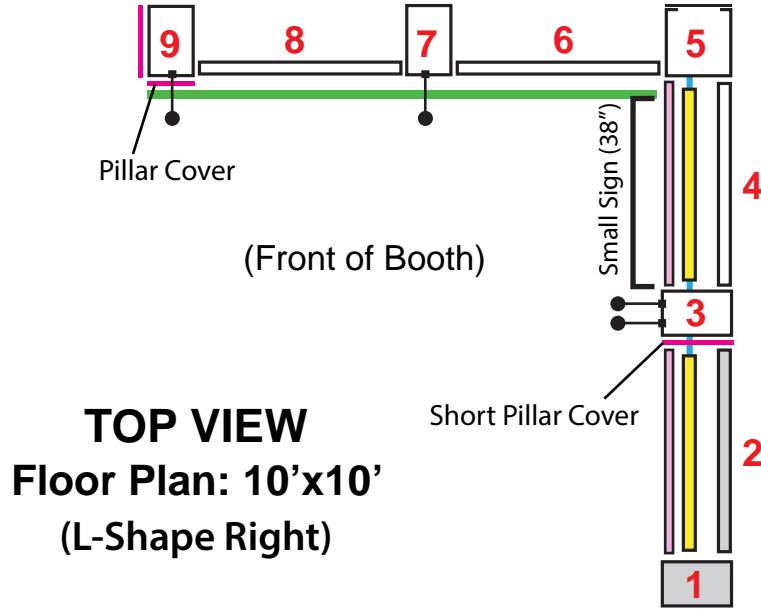 9
8
7
6
5
Pillar Cover
Small Sign (38”)
4
(Front of Booth)
3
Short Pillar Cover
TOP VIEW
Floor Plan: 10’x10’
(L-Shape Right)
2
1